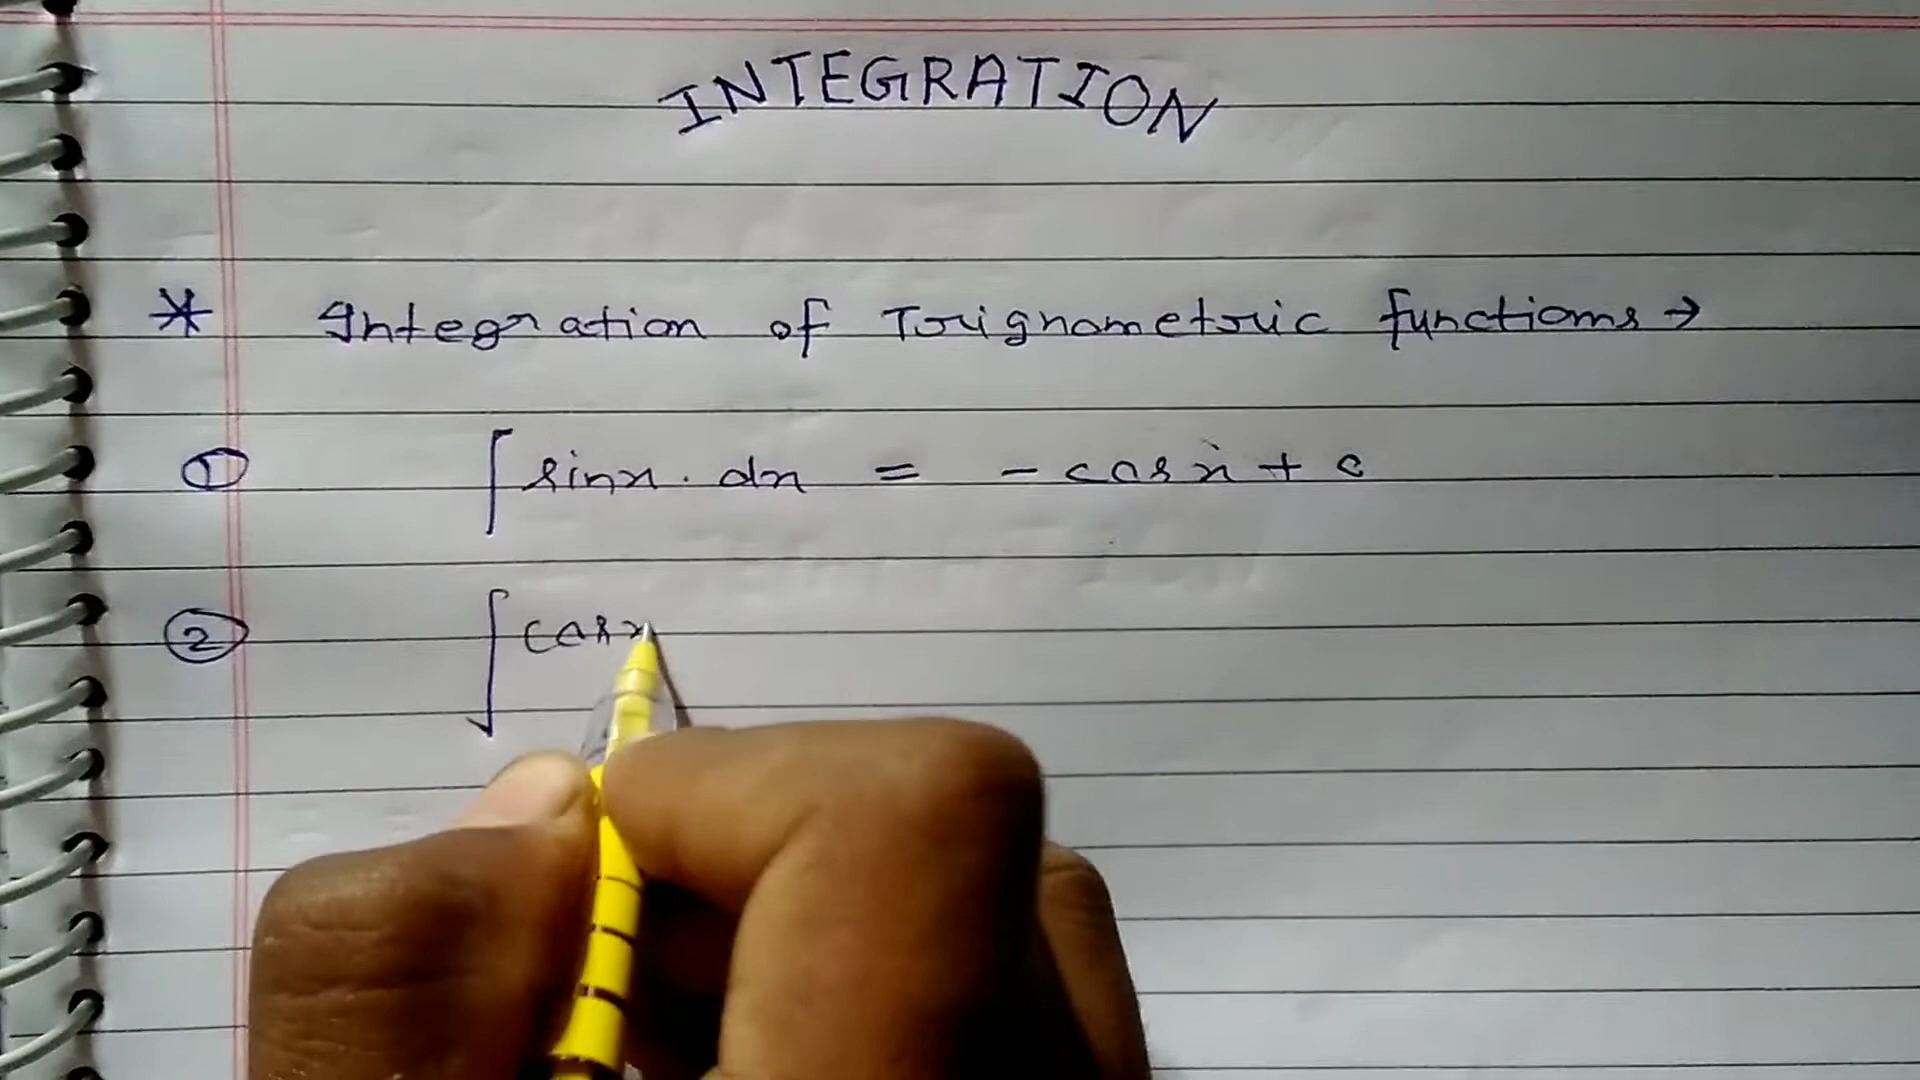 INTEGRATION
* Integration of Trignometric functions →
① ∫ sinx . dx = - cosx + c
② ∫ cosx